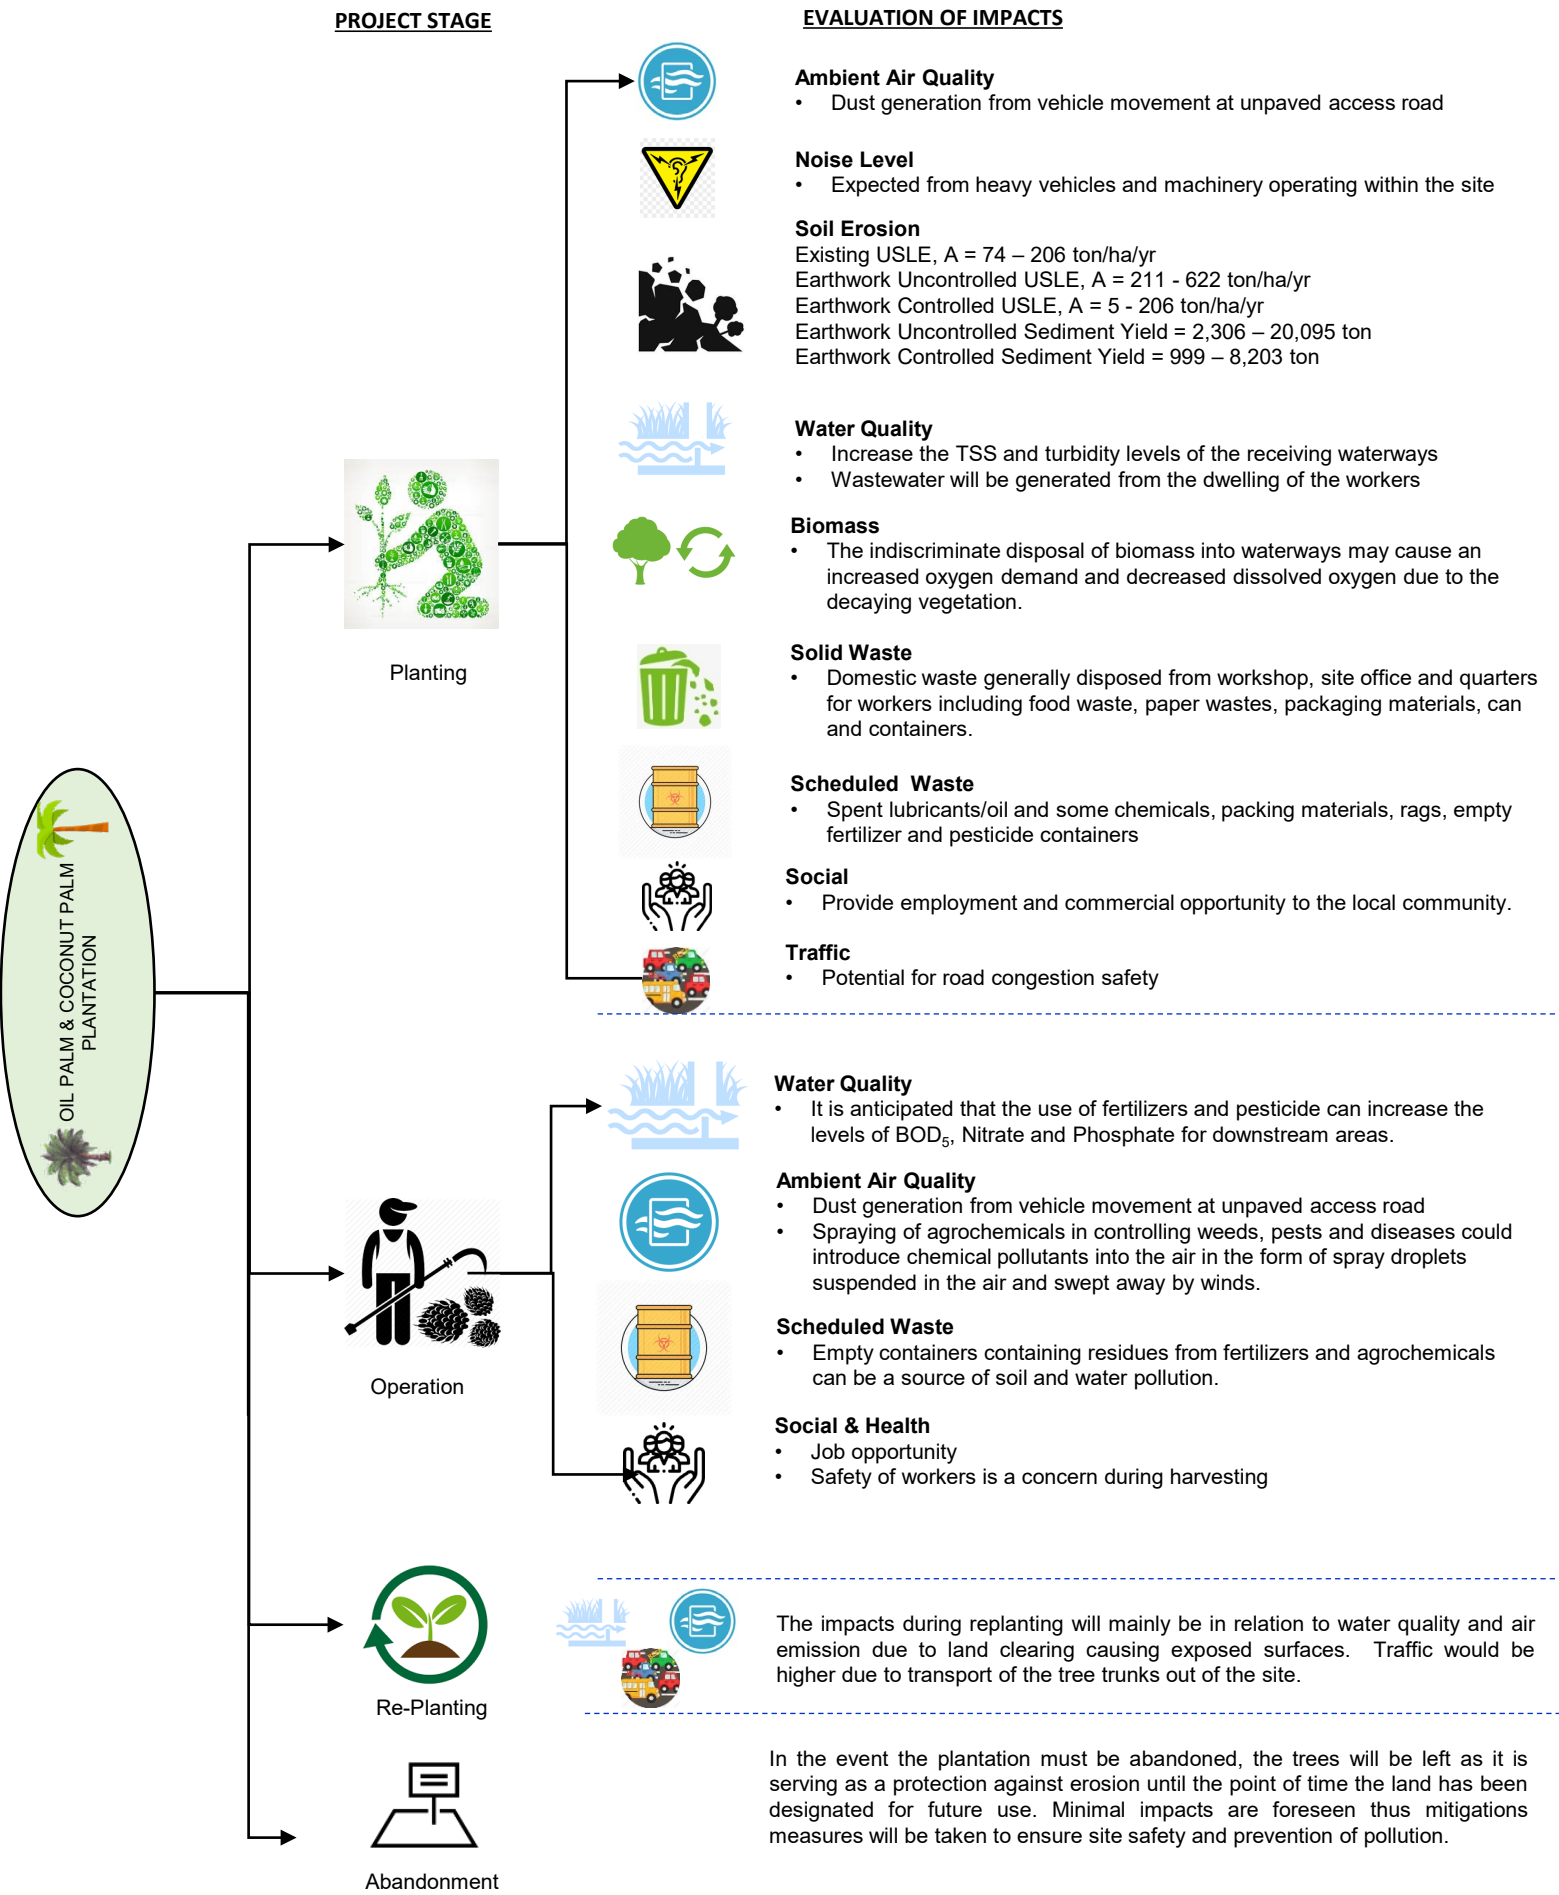 PROJECT STAGE
EVALUATION OF IMPACTS
Ambient Air Quality
• Dust generation from vehicle movement at unpaved access road
Noise Level
• Expected from heavy vehicles and machinery operating within the site
Soil Erosion
Existing USLE, A = 74 – 206 ton/ha/yr
Earthwork Uncontrolled USLE, A = 211 - 622 ton/ha/yr
Earthwork Controlled USLE, A = 5 - 206 ton/ha/yr
Earthwork Uncontrolled Sediment Yield = 2,306 – 20,095 ton
Earthwork Controlled Sediment Yield = 999 – 8,203 ton
Water Quality
• Increase the TSS and turbidity levels of the receiving waterways
• Wastewater will be generated from the dwelling of the workers
Biomass
• The indiscriminate disposal of biomass into waterways may cause an
increased oxygen demand and decreased dissolved oxygen due to the
decaying vegetation.
Planting
Solid Waste
• Domestic waste generally disposed from workshop, site office and quarters
for workers including food waste, paper wastes, packaging materials, can
and containers.
Scheduled Waste
• Spent lubricants/oil and some chemicals, packing materials, rags, empty
fertilizer and pesticide containers
Social
• Provide employment and commercial opportunity to the local community.
Traffic
• Potential for road congestion safety
OIL PALM & COCONUT PALM
PLANTATION
Water Quality
• It is anticipated that the use of fertilizers and pesticide can increase the
levels of BOD5, Nitrate and Phosphate for downstream areas.
Ambient Air Quality
• Dust generation from vehicle movement at unpaved access road
• Spraying of agrochemicals in controlling weeds, pests and diseases could
introduce chemical pollutants into the air in the form of spray droplets
suspended in the air and swept away by winds.
Scheduled Waste
• Empty containers containing residues from fertilizers and agrochemicals
can be a source of soil and water pollution.
Operation
Social & Health
• Job opportunity
• Safety of workers is a concern during harvesting
The impacts during replanting will mainly be in relation to water quality and air
emission due to land clearing causing exposed surfaces. Traffic would be
higher due to transport of the tree trunks out of the site.
Re-Planting
In the event the plantation must be abandoned, the trees will be left as it is
serving as a protection against erosion until the point of time the land has been
designated for future use. Minimal impacts are foreseen thus mitigations
measures will be taken to ensure site safety and prevention of pollution.
Abandonment